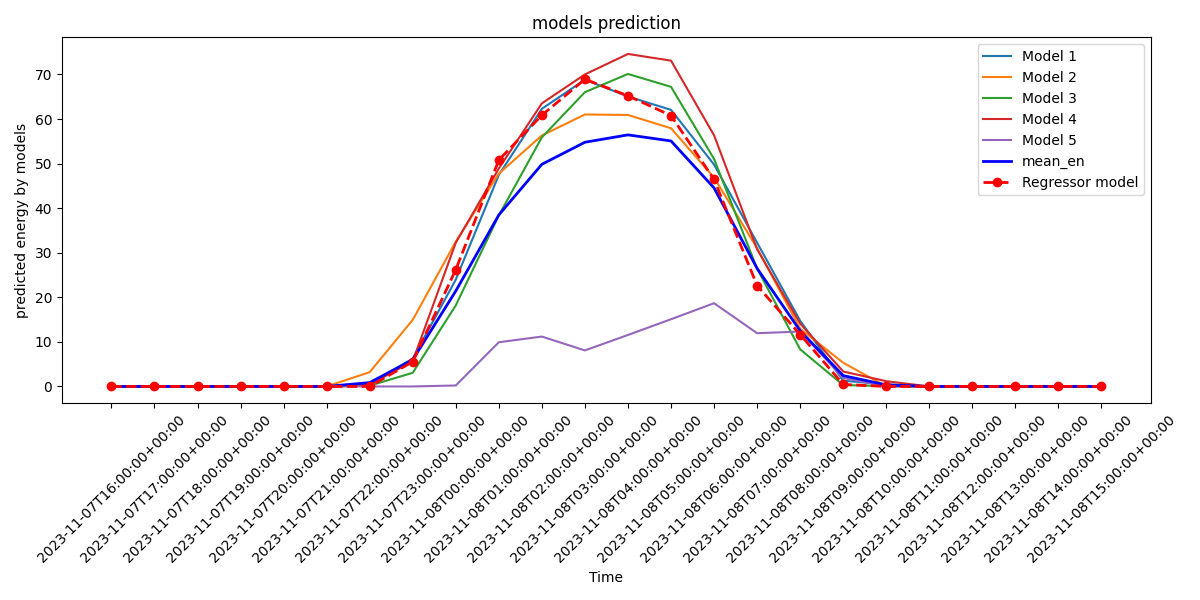 models prediction
predicted energy by models
70
60
50
40
30
20
10
0
Model 1
Model 2
Model 3
Model 4
Model 5
mean_en
Regressor model
2023-11-07T16:00:00+00:00
2023-11-07T17:00:00+00:00
2023-11-07T18:00:00+00:00
2023-11-07T19:00:00+00:00
2023-11-07T20:00:00+00:00
2023-11-07T21:00:00+00:00
2023-11-07T22:00:00+00:00
2023-11-07T23:00:00+00:00
2023-11-08T00:00:00+00:00
2023-11-08T01:00:00+00:00
2023-11-08T02:00:00+00:00
2023-11-08T03:00:00+00:00
2023-11-08T04:00:00+00:00
2023-11-08T05:00:00+00:00
2023-11-08T06:00:00+00:00
2023-11-08T07:00:00+00:00
2023-11-08T08:00:00+00:00
2023-11-08T09:00:00+00:00
2023-11-08T10:00:00+00:00
2023-11-08T11:00:00+00:00
2023-11-08T12:00:00+00:00
2023-11-08T13:00:00+00:00
2023-11-08T14:00:00+00:00
2023-11-08T15:00:00+00:00
Time